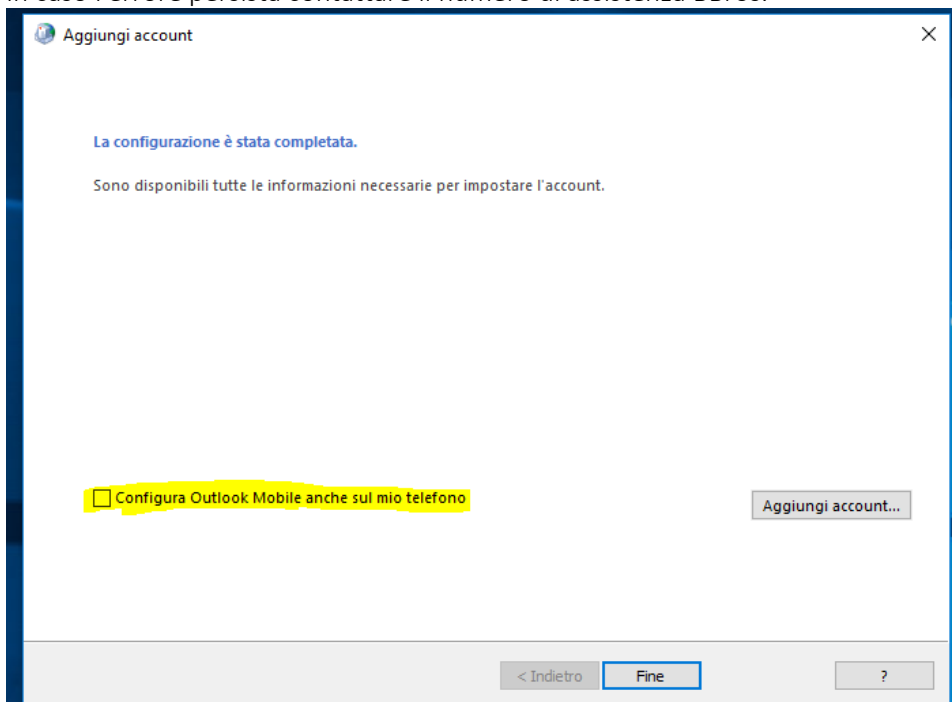 Aggiungi account
La configurazione è stata completata.
Sono disponibili tutte le informazioni necessarie per impostare l'account.
Configura Outlook Mobile anche sul mio telefono
Aggiungi account...
< Indietro
Fine
?